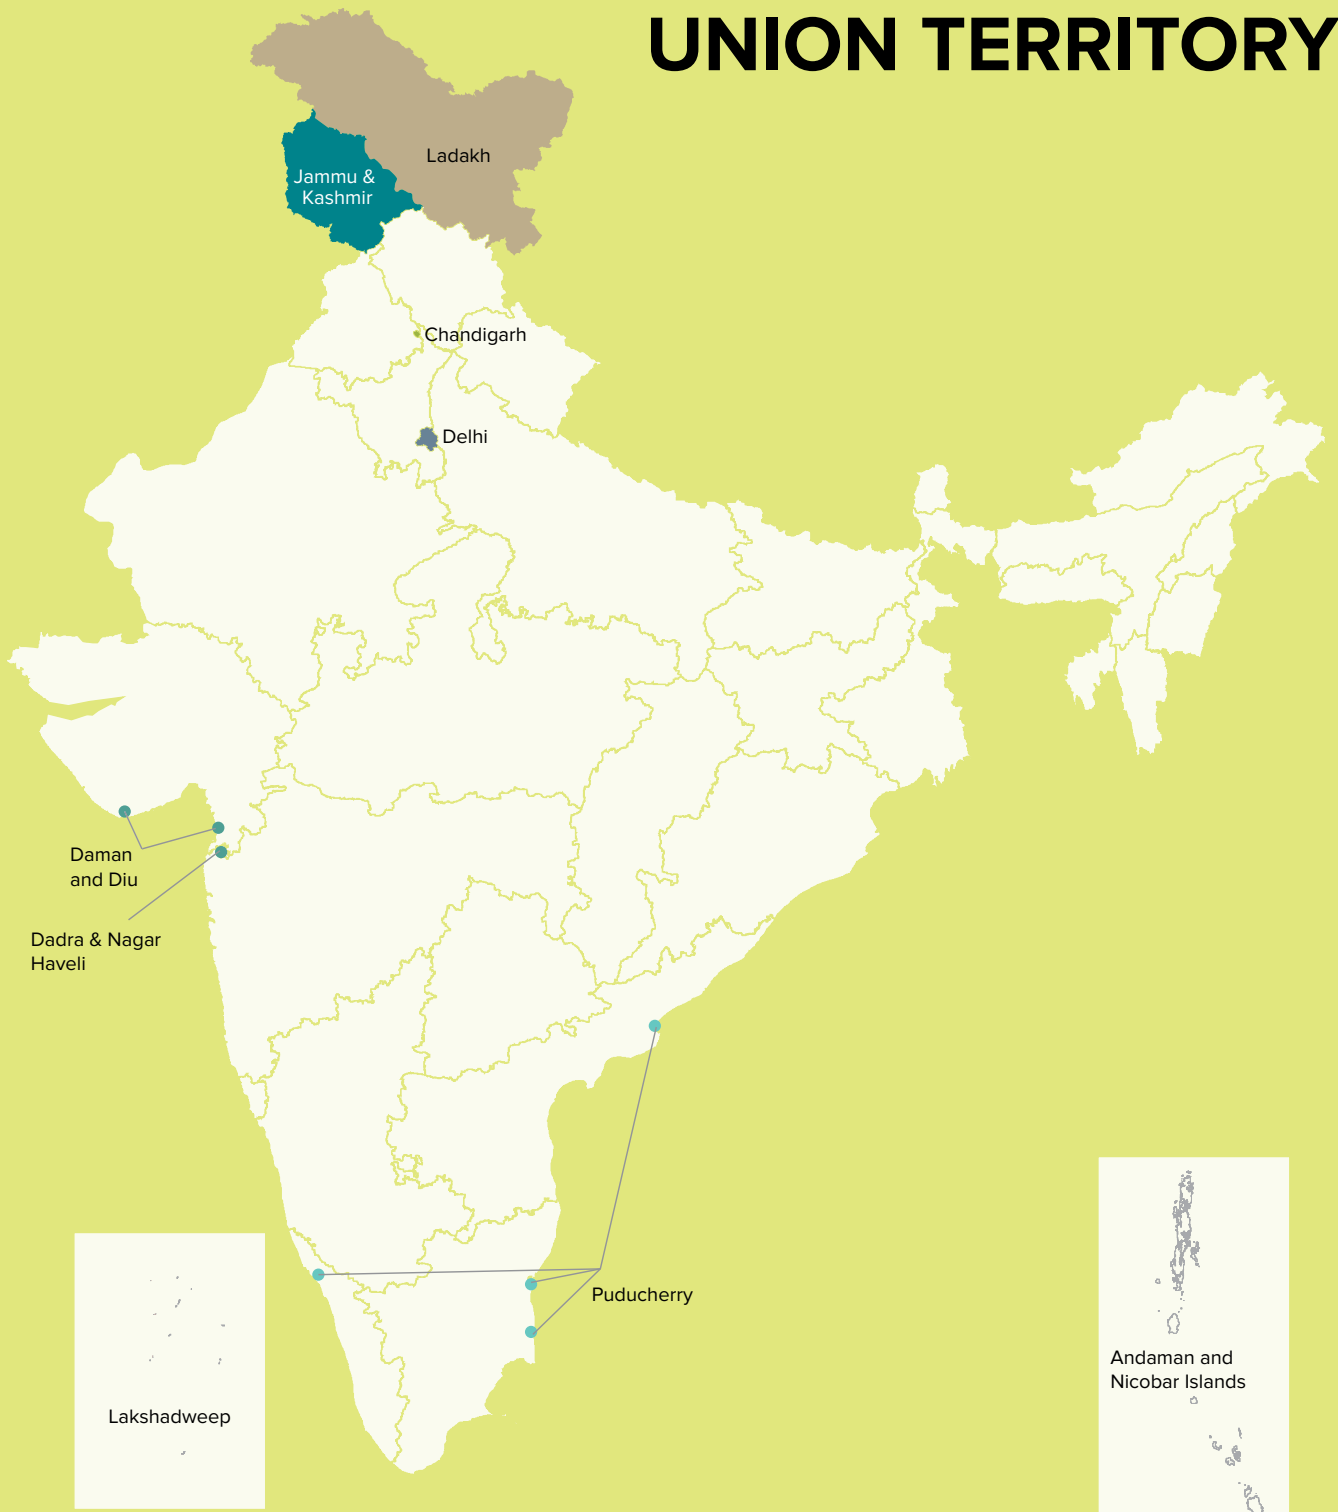 UNION TERRITORY
Ladakh
Jammu &
Kashmir
Chandigarh
Delhi
Daman
and Diu
Dadra & Nagar
Haveli
Puducherry
Andaman and
Nicobar Islands
Lakshadweep